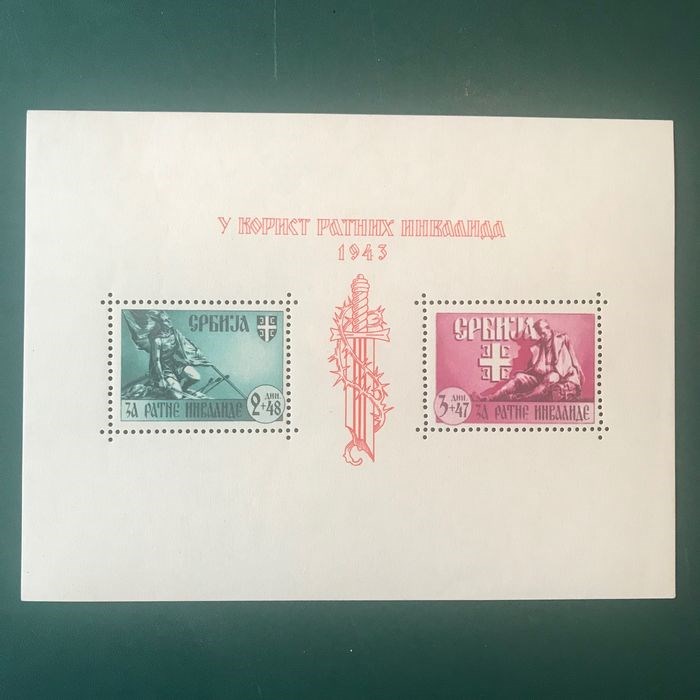 У КОРИСТ РАТНИХ ИНВАЛИДА
1943
СРБИЈА
ЗА РАТНЕ ИНВАЛИДЕ
ДИН.
2+48
СРБИЈА
ДИН.
3+47
ЗА РАТНЕ ИНВАЛИДЕ